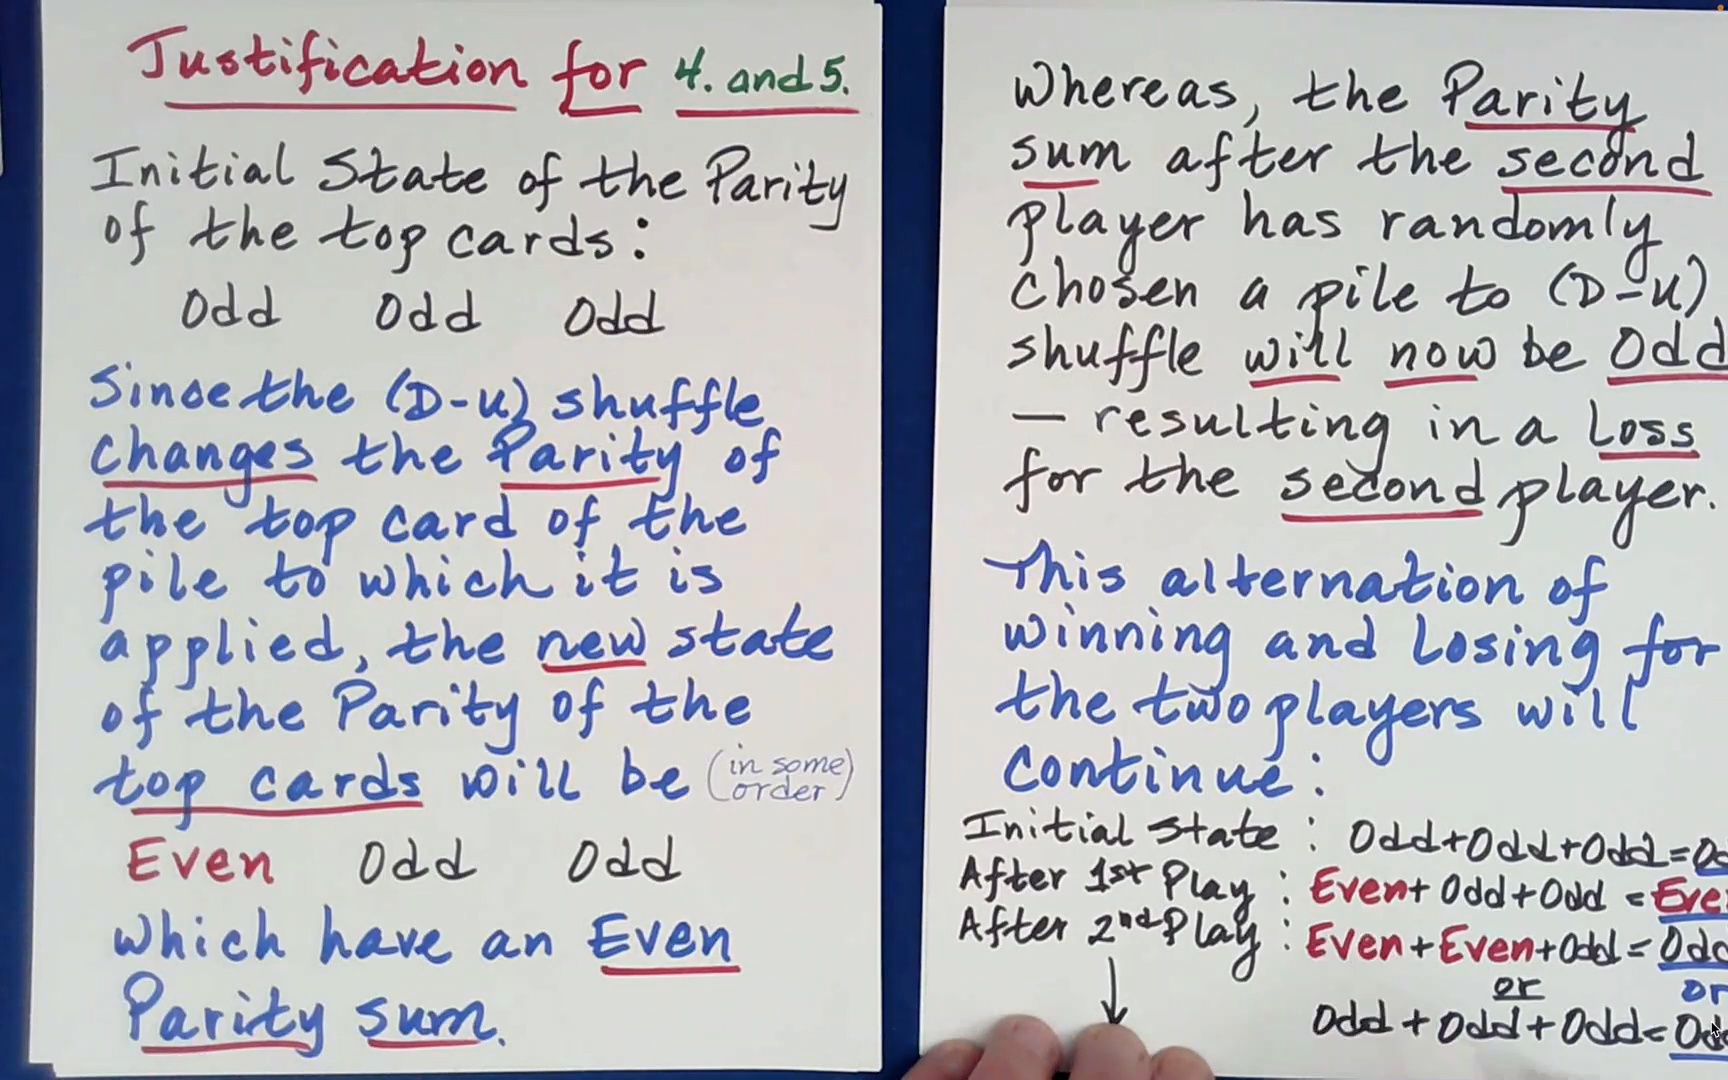 Justification for 4. and 5.
Initial State of the Parity
of the top cards:
Odd Odd Odd
Since the (D-U) shuffle
changes the Parity of
the top card of the
pile to which it is
applied, the new state
of the Parity of the
top cards will be (in some order)
Even Odd Odd
which have an Even
Parity sum.
Whereas, the Parity
sum after the second
player has randomly
chosen a pile to (D-U)
shuffle will now be Odd
— resulting in a Loss
for the second player.
This alternation of
winning and Losing for
the two players will
continue:
Initial State: Odd+Odd+Odd=
After 1st Play: Even+Odd+Odd=
After 2nd Play: Even+Even+Odd=
or or
Odd+Odd+Odd=